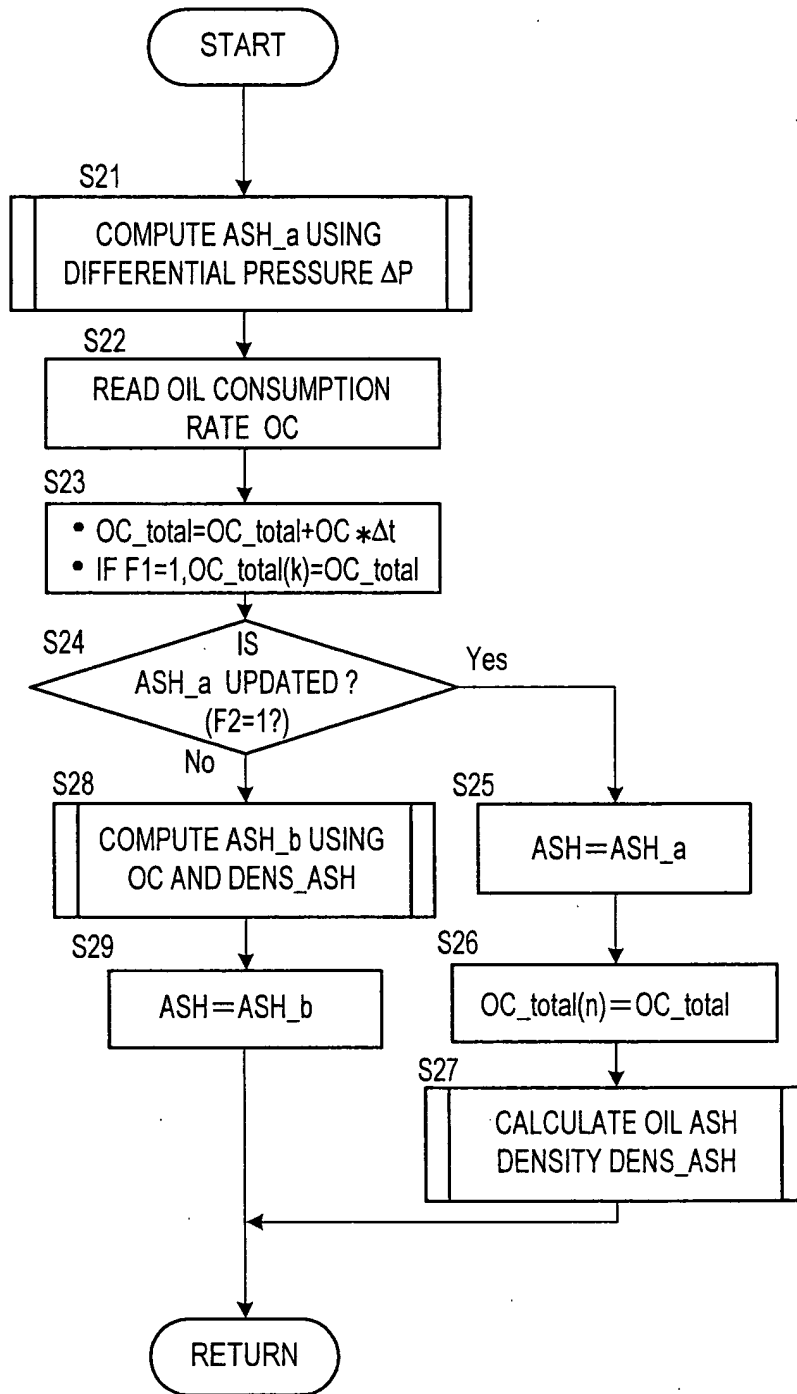 START
S21
COMPUTE ASH_a USING
DIFFERENTIAL PRESSURE ΔP
S22
READ OIL CONSUMPTION
RATE OC
S23
• OC_total=OC_total+OC*Δt
• IF F1=1,OC_total(k)=OC_total
S24
IS
ASH_a UPDATED ?
(F2=1?)
Yes
No
S28
COMPUTE ASH_b USING
OC AND DENS_ASH
S29
ASH=ASH_b
S25
ASH=ASH_a
S26
OC_total(n)=OC_total
S27
CALCULATE OIL ASH
DENSITY DENS_ASH
RETURN